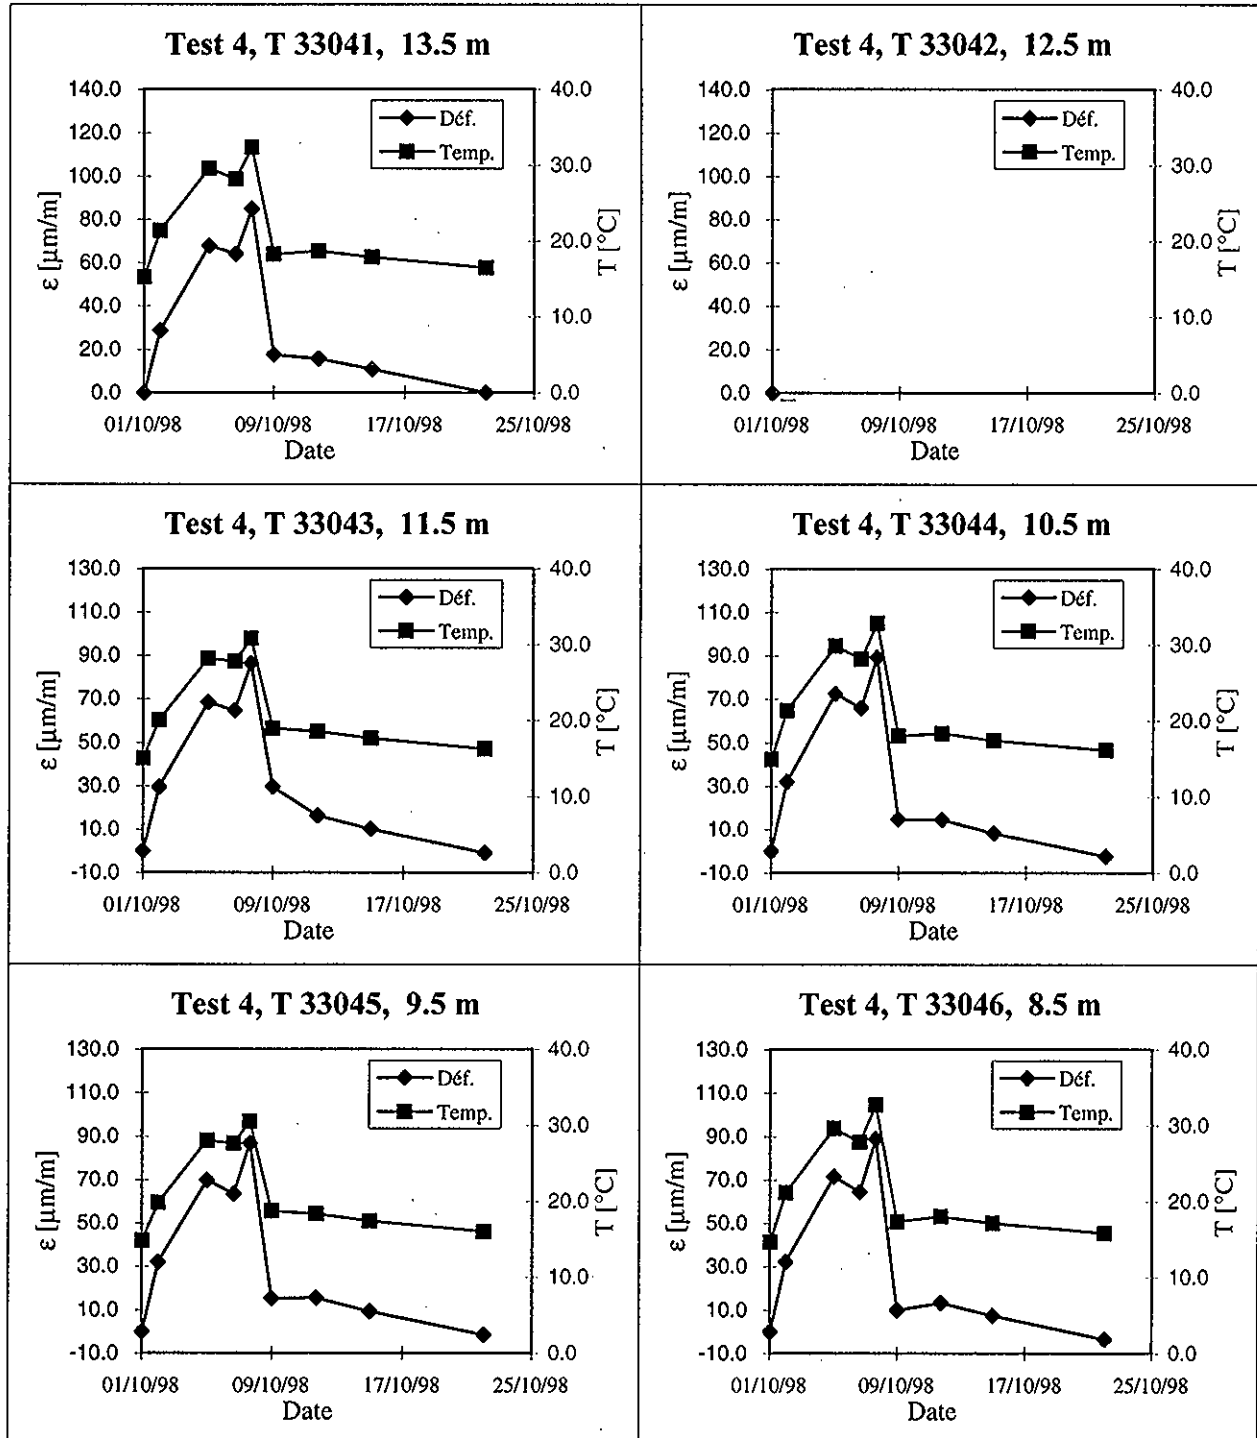 Test 4, T 33041, 13.5 m
140.0
120.0
100.0
80.0
60.0
40.0
20.0
0.0
ε [µm/m]
40.0
30.0
20.0
10.0
0.0
T [°C]
Déf.
Temp.
01/10/98 09/10/98 17/10/98 25/10/98
Date
Test 4, T 33042, 12.5 m
140.0
120.0
100.0
80.0
60.0
40.0
20.0
0.0
ε [µm/m]
40.0
30.0
20.0
10.0
0.0
T [°C]
Déf.
Temp.
01/10/98 09/10/98 17/10/98 25/10/98
Date
Test 4, T 33043, 11.5 m
130.0
110.0
90.0
70.0
50.0
30.0
10.0
-10.0
ε [µm/m]
40.0
30.0
20.0
10.0
0.0
T [°C]
Déf.
Temp.
01/10/98 09/10/98 17/10/98 25/10/98
Date
Test 4, T 33044, 10.5 m
130.0
110.0
90.0
70.0
50.0
30.0
10.0
-10.0
ε [µm/m]
40.0
30.0
20.0
10.0
0.0
T [°C]
Déf.
Temp.
01/10/98 09/10/98 17/10/98 25/10/98
Date
Test 4, T 33045, 9.5 m
130.0
110.0
90.0
70.0
50.0
30.0
10.0
-10.0
ε [µm/m]
40.0
30.0
20.0
10.0
0.0
T [°C]
Déf.
Temp.
01/10/98 09/10/98 17/10/98 25/10/98
Date
Test 4, T 33046, 8.5 m
130.0
110.0
90.0
70.0
50.0
30.0
10.0
-10.0
ε [µm/m]
40.0
30.0
20.0
10.0
0.0
T [°C]
Déf.
Temp.
01/10/98 09/10/98 17/10/98 25/10/98
Date